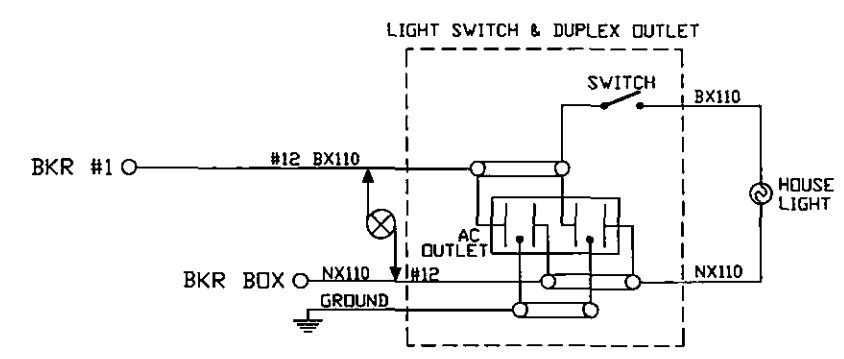 LIGHT SWITCH & DUPLEX OUTLET
SWITCH
BX110
#12 BX110
BKR #1
HOUSE
LIGHT
AC
OUTLET
BKR BOX
NX110
#12
NX110
GROUND